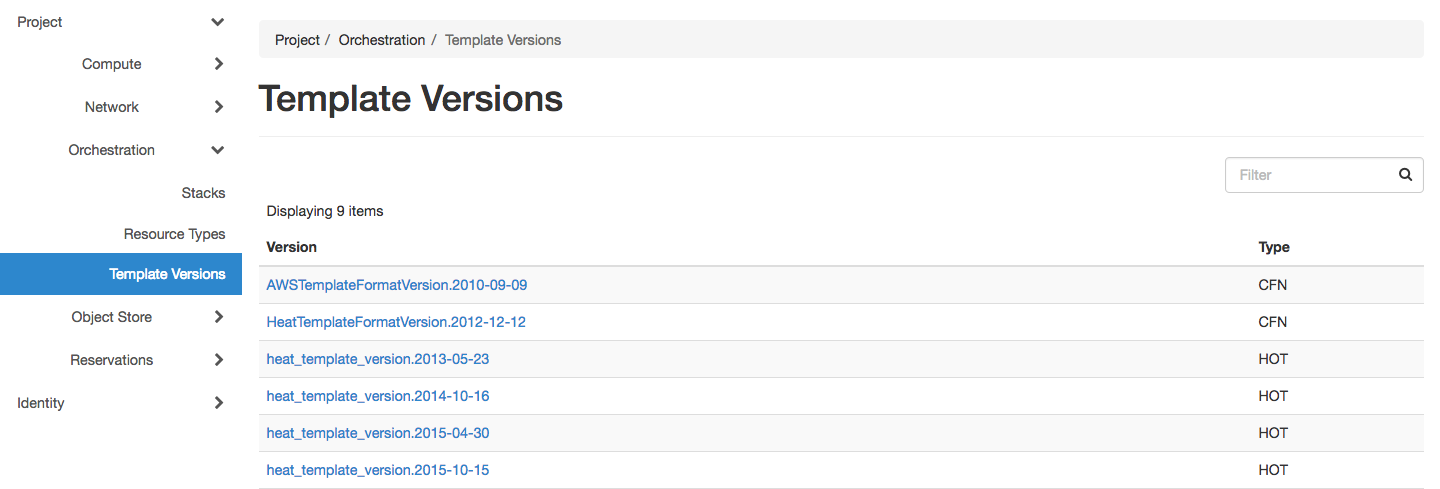 Project
Compute
Network
Orchestration
Stacks
Resource Types
Template Versions
Object Store
Reservations
Identity
Project / Orchestration / Template Versions
Template Versions
Filter
Displaying 9 items
Version Type
AWSTemplateFormatVersion.2010-09-09 CFN
HeatTemplateFormatVersion.2012-12-12 CFN
heat_template_version.2013-05-23 HOT
heat_template_version.2014-10-16 HOT
heat_template_version.2015-04-30 HOT
heat_template_version.2015-10-15 HOT